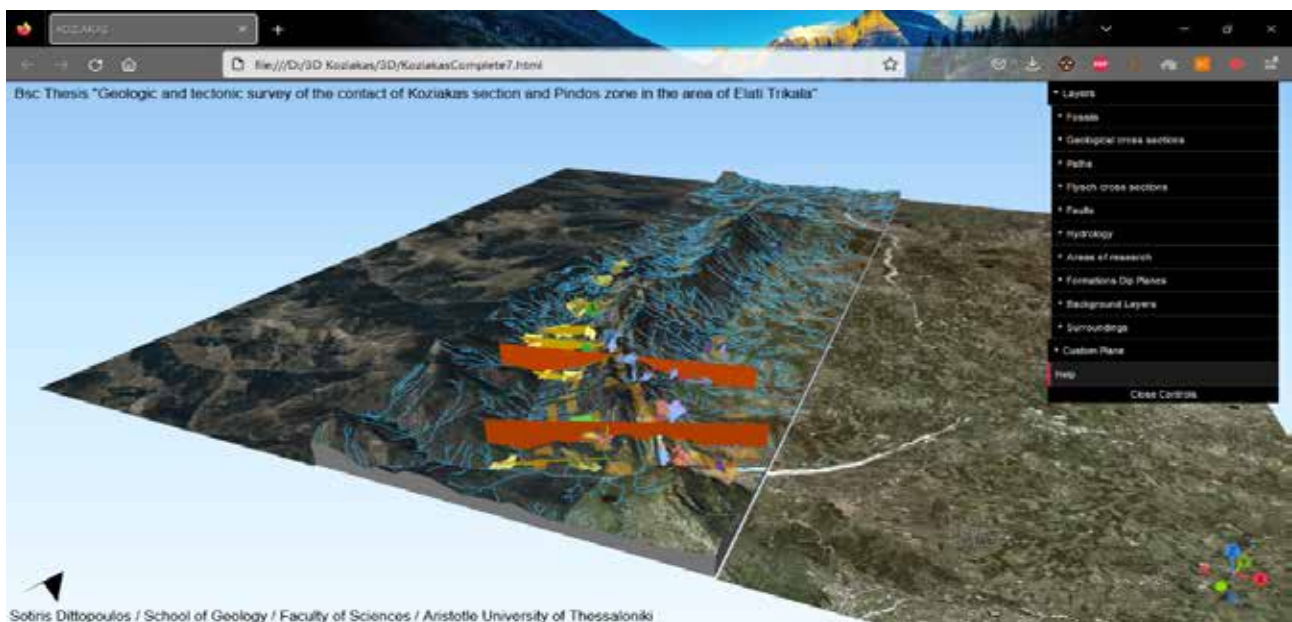 KOZIAKAS
file:///D:/3D Koziakas/3D/KoziakasComplete7.html
Bsc Thesis "Geologic and tectonic survey of the contact of Koziakas section and Pindos zone in the area of Elati Trikala"
Layers
Fossils
Geological cross sections
Paths
Flysch cross sections
Faults
Hydrology
Areas of research
Formations Dip Planes
Background Layers
Surroundings
Custom Plane
Help
Close Controls
Sotiris Dittopoulos / School of Geology / Faculty of Sciences / Aristotle University of Thessaloniki